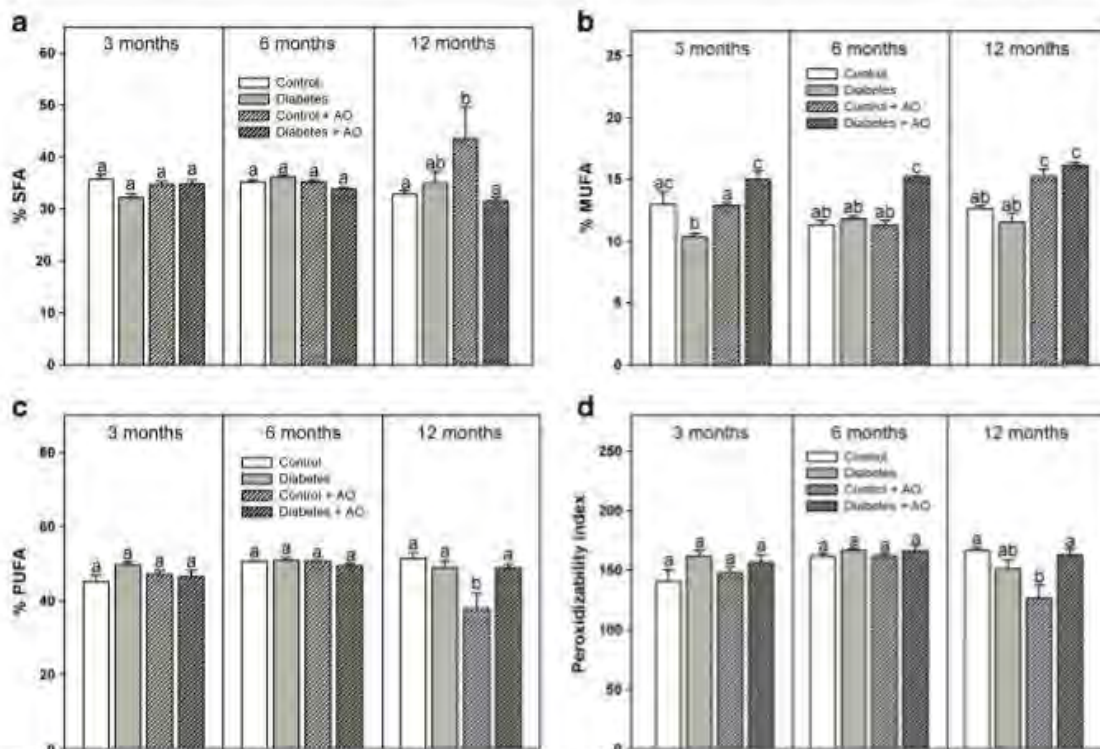 a
3 months 6 months 12 months
% SFA
60
50
40
30
20
10
0
Control
Diabetes
Control + AO
Diabetes + AO
a a a a
a a a a
a ab b a
b
3 months 6 months 12 months
% MUFA
25
20
15
10
5
0
Control
Diabetes
Control + AO
Diabetes + AO
ac b a c
ab ab ab c
ab ab c c
c
3 months 6 months 12 months
% PUFA
80
60
40
20
0
Control
Diabetes
Control + AO
Diabetes + AO
a a a a
a a a a
a a b a
d
3 months 6 months 12 months
Peroxidizability index
250
200
150
100
50
0
Control
Diabetes
Control + AO
Diabetes + AO
a a a a
a a a a
a ab b a